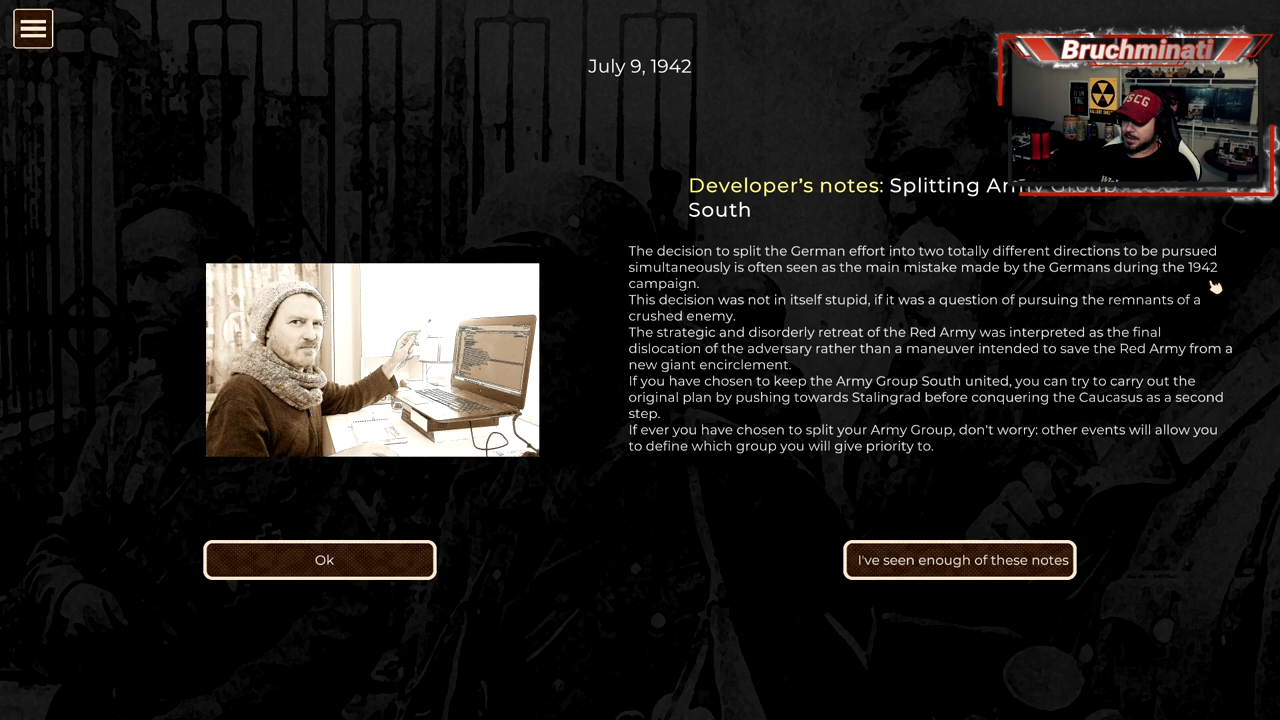 Bruchminati
July 9, 1942
SCG
Developer's notes: Splitting Army Group
South
The decision to split the German effort into two totally different directions to be pursued
simultaneously is often seen as the main mistake made by the Germans during the 1942
campaign.
This decision was not in itself stupid, if it was a question of pursuing the remnants of a
crushed enemy.
The strategic and disorderly retreat of the Red Army was interpreted as the final
dislocation of the adversary rather than a maneuver intended to save the Red Army from a
new giant encirclement.
If you have chosen to keep the Army Group South united, you can try to carry out the
original plan by pushing towards Stalingrad before conquering the Caucasus as a second
step.
If ever you have chosen to split your Army Group, don't worry: other events will allow you
to define which group you will give priority to.
Ok
I've seen enough of these notes